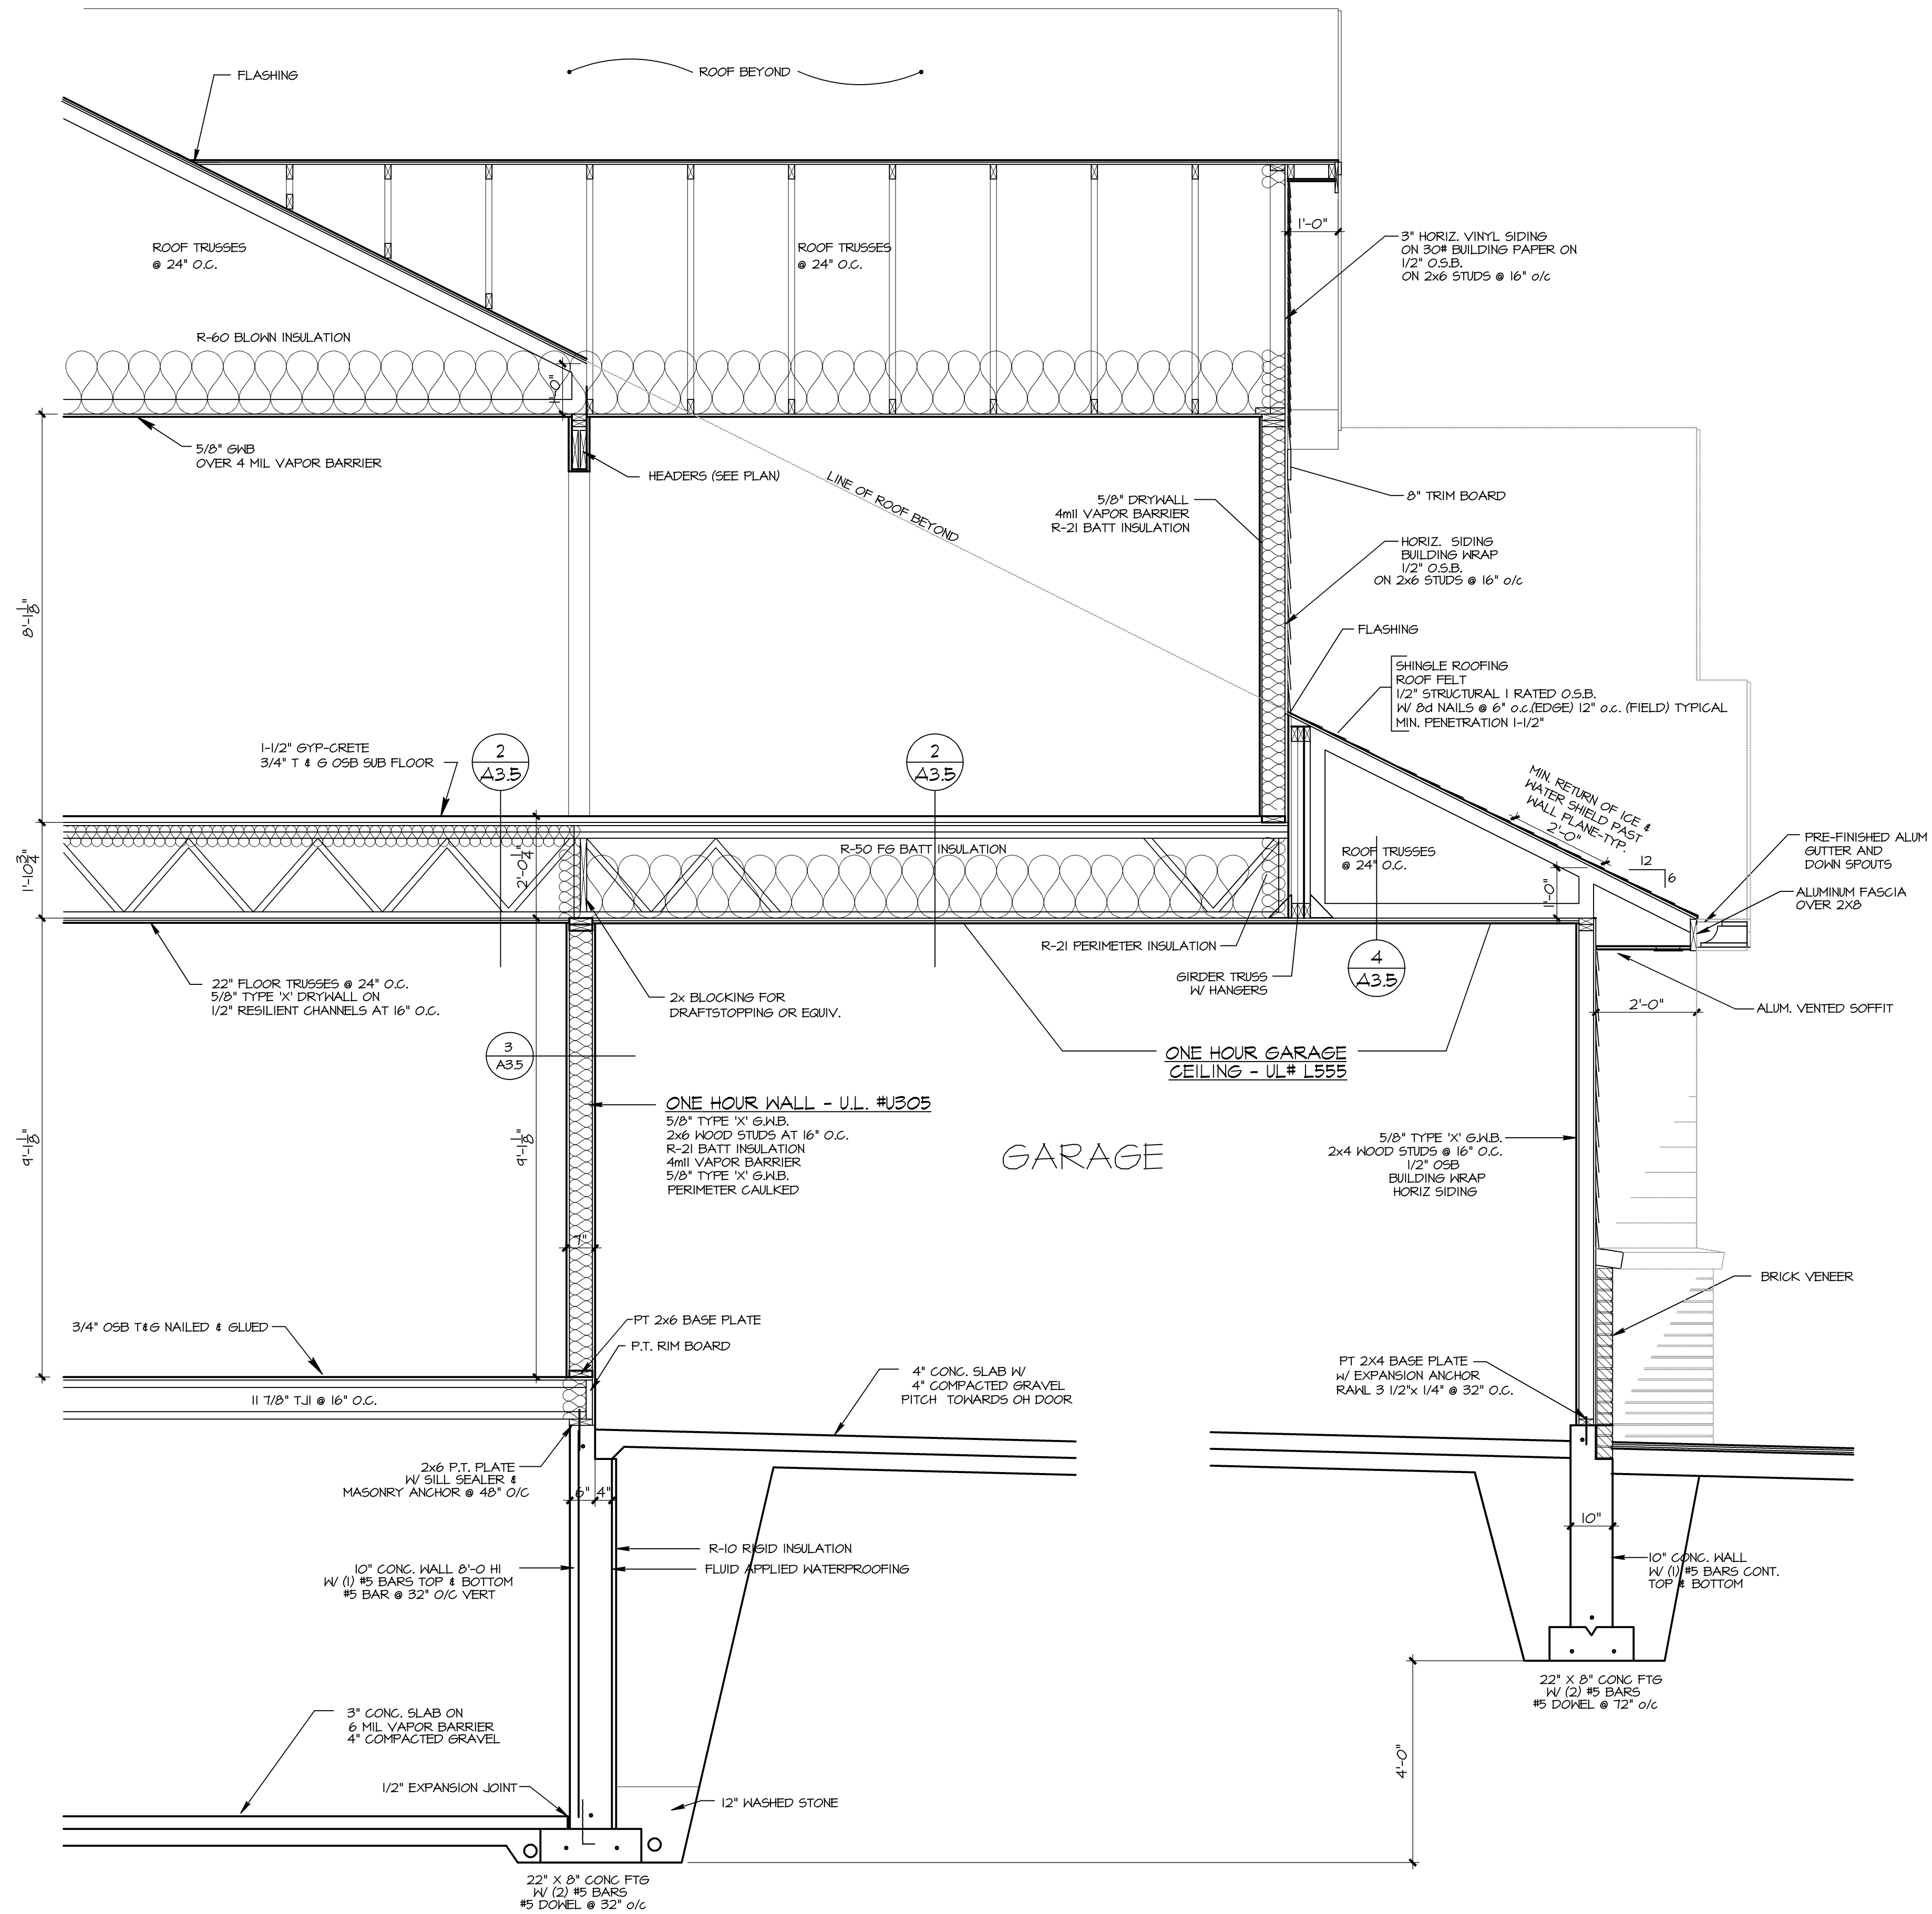 FLASHING
ROOF BEYOND
ROOF TRUSSES
@ 24" O.C.
ROOF TRUSSES
@ 24" O.C.
1'-0"
3" HORIZ. VINYL SIDING
ON 30# BUILDING PAPER ON
1/2" O.S.B.
ON 2x6 STUDS @ 16" o/c
R-60 BLOWN INSULATION
1'-0"
5/8" GWB
OVER 4 MIL VAPOR BARRIER
HEADERS (SEE PLAN)
LINE OF ROOF BEYOND
5/8" DRYWALL
4mil VAPOR BARRIER
R-21 BATT INSULATION
8" TRIM BOARD
HORIZ. SIDING
BUILDING WRAP
1/2" O.S.B.
ON 2x6 STUDS @ 16" o/c
8'-1 1/8"
FLASHING
SHINGLE ROOFING
ROOF FELT
1/2" STRUCTURAL 1 RATED O.S.B.
W/ 8d NAILS @ 6" o.c.(EDGE) 12" o.c. (FIELD) TYPICAL
MIN. PENETRATION 1-1/2"
1-1/2" GYP-CRETE
3/4" T & G OSB SUB FLOOR
2
A3.5
2
A3.5
MIN. RETURN OF ICE &
WATER SHIELD PAST
WALL PLANE-TYP.
2'-0"
12
6
PRE-FINISHED ALUM
GUTTER AND
DOWN SPOUTS
ALUMINUM FASCIA
OVER 2X8
1'-10 3/4"
2'-0 1/4"
R-50 FG BATT INSULATION
ROOF TRUSSES
@ 24" O.C.
1'-0"
R-21 PERIMETER INSULATION
GIRDER TRUSS
W/ HANGERS
4
A3.5
22" FLOOR TRUSSES @ 24" O.C.
5/8" TYPE 'X' DRYWALL ON
1/2" RESILIENT CHANNELS AT 16" O.C.
2x BLOCKING FOR
DRAFTSTOPPING OR EQUIV.
2'-0"
ALUM. VENTED SOFFIT
3
A3.5
ONE HOUR GARAGE
CEILING - UL# L555
ONE HOUR WALL - U.L. #U305
5/8" TYPE 'X' G.W.B.
2x6 WOOD STUDS AT 16" O.C.
R-21 BATT INSULATION
4mil VAPOR BARRIER
5/8" TYPE 'X' G.W.B.
PERIMETER CAULKED
9'-1 1/8"
9'-1 1/8"
GARAGE
5/8" TYPE 'X' G.W.B.
2x4 WOOD STUDS @ 16" O.C.
1/2" OSB
BUILDING WRAP
HORIZ SIDING
7"
BRICK VENEER
3/4" OSB T&G NAILED & GLUED
PT 2x6 BASE PLATE
P.T. RIM BOARD
11 7/8" TJI @ 16" O.C.
4" CONC. SLAB W/
4" COMPACTED GRAVEL
PITCH TOWARDS OH DOOR
PT 2X4 BASE PLATE
w/ EXPANSION ANCHOR
RAWL 3 1/2"x 1/4" @ 32" O.C.
2x6 P.T. PLATE
W/ SILL SEALER &
MASONRY ANCHOR @ 48" O/C
6"
4"
10"
R-10 RIGID INSULATION
FLUID APPLIED WATERPROOFING
10" CONC. WALL 8'-0 HI
W/ (1) #5 BARS TOP & BOTTOM
#5 BAR @ 32" O/C VERT
10" CONC. WALL
W/ (1) #5 BARS CONT.
TOP & BOTTOM
22" X 8" CONC FTG
W/ (2) #5 BARS
#5 DOWEL @ 72" o/c
3" CONC. SLAB ON
6 MIL VAPOR BARRIER
4" COMPACTED GRAVEL
4'-0"
1/2" EXPANSION JOINT
12" WASHED STONE
22" X 8" CONC FTG
W/ (2) #5 BARS
#5 DOWEL @ 32" o/c